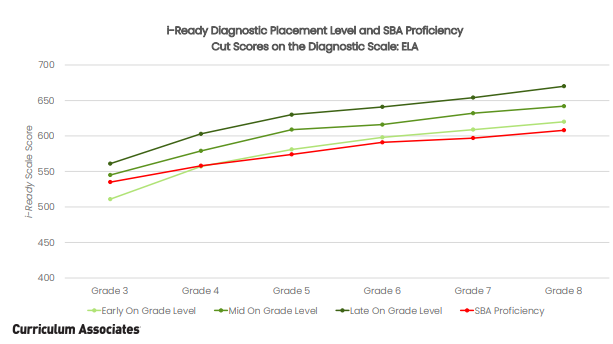 i-Ready Diagnostic Placement Level and SBA Proficiency
Cut Scores on the Diagnostic Scale: ELA
700
650
600
550
500
450
400
i-Ready Scale Score
Grade 3 Grade 4 Grade 5 Grade 6 Grade 7 Grade 8
Early On Grade Level Mid On Grade Level Late On Grade Level SBA Proficiency
Curriculum Associates